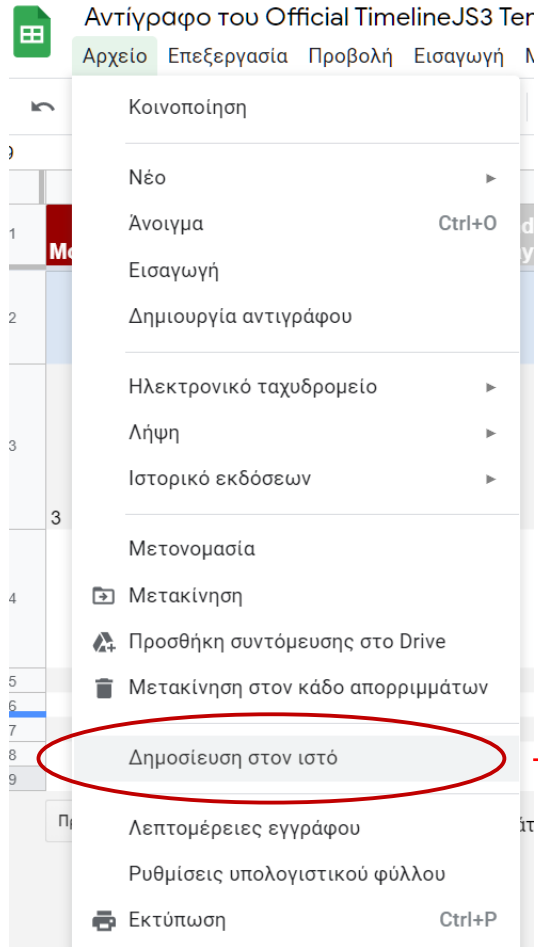 Αντίγραφο του Official TimelineJS3 Ter
Αρχείο Επεξεργασία Προβολή Εισαγωγή
Κοινοποίηση
Νέο
Άνοιγμα Ctrl+O
1
Εισαγωγή
2
Δημιουργία αντιγράφου
Ηλεκτρονικό ταχυδρομείο
Λήψη
3
Ιστορικό εκδόσεων
3
Μετονομασία
4
Μετακίνηση
Προσθήκη συντόμευσης στο Drive
5
Μετακίνηση στον κάδο απορριμμάτων
6
7
Δημοσίευση στον ιστό
8
9
Λεπτομέρειες εγγράφου
Ρυθμίσεις υπολογιστικού φύλλου
Εκτύπωση Ctrl+P